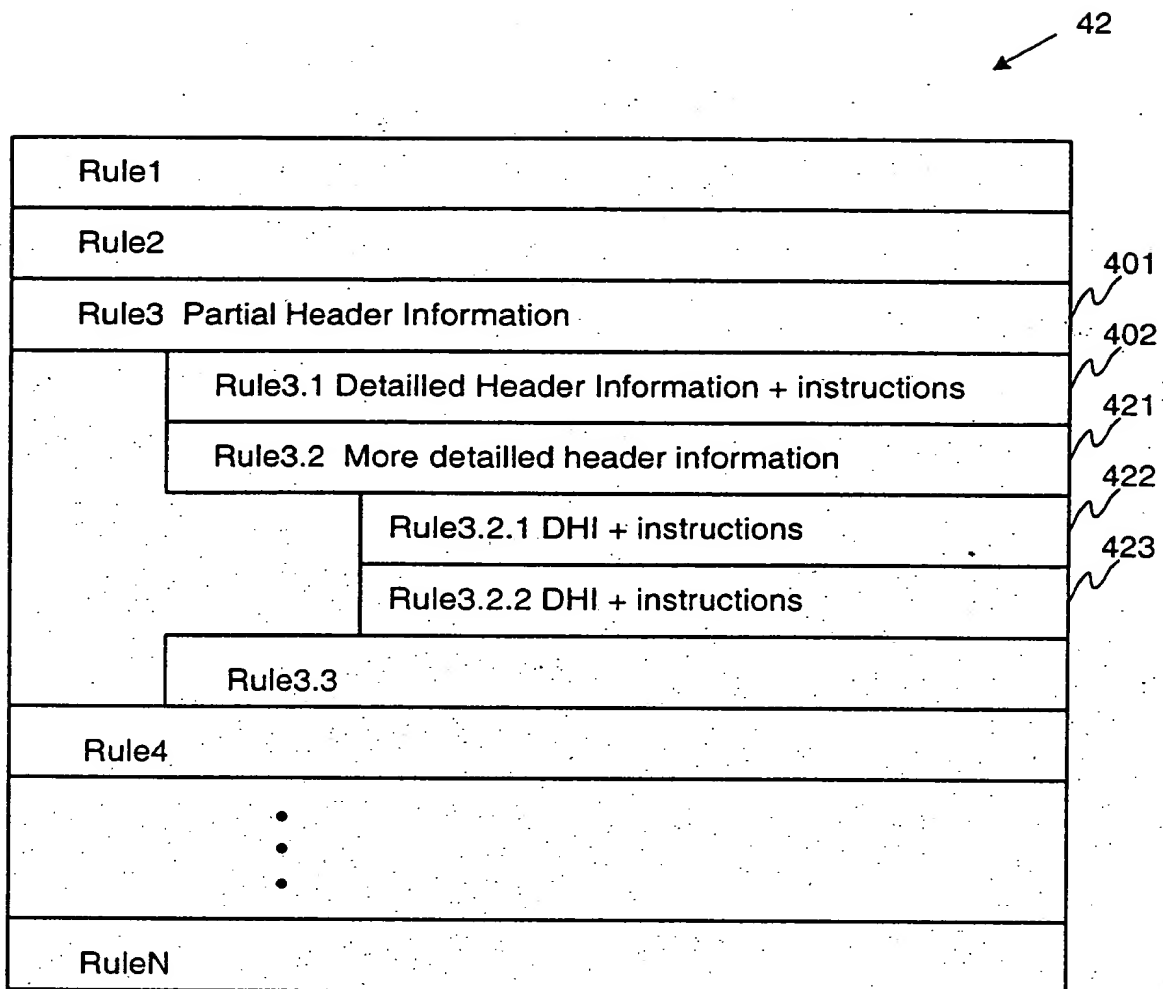 42
Rule1
Rule2
401
Rule3 Partial Header Information
402
Rule3.1 Detailled Header Information + instructions
421
Rule3.2 More detailled header information
422
Rule3.2.1 DHI + instructions
423
Rule3.2.2 DHI + instructions
Rule3.3
Rule4
RuleN